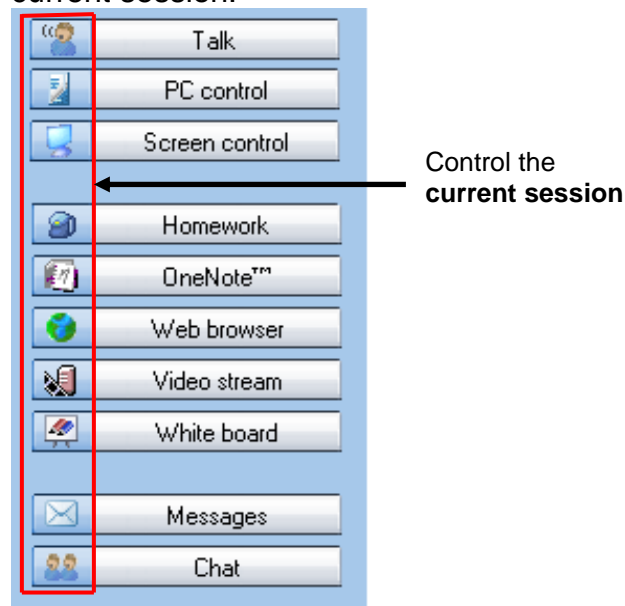 current session.
Talk
PC control
Screen control
Control the
current session
Homework
OneNote™
Web browser
Video stream
White board
Messages
Chat